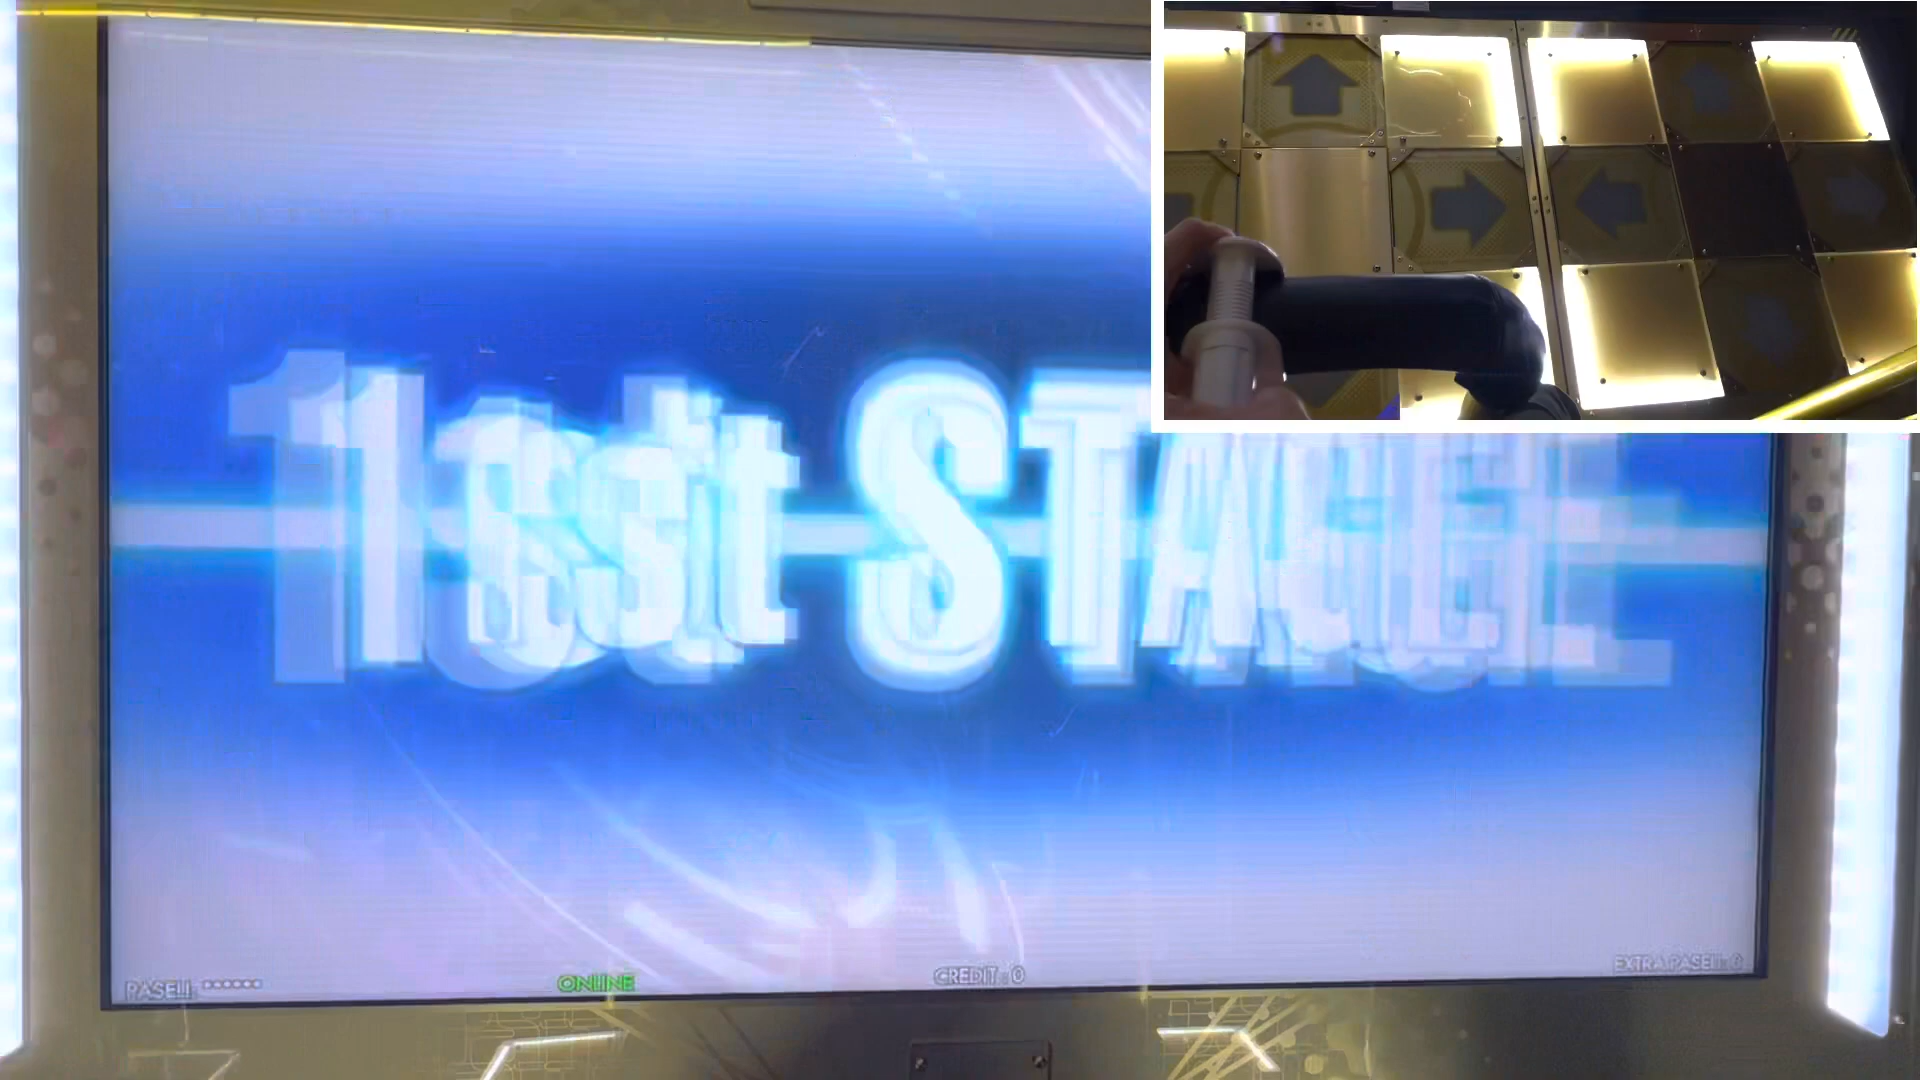 1st STAGE
PASELI: ******
ONLINE
CREDIT: 0
EXTRA PASELI: 0